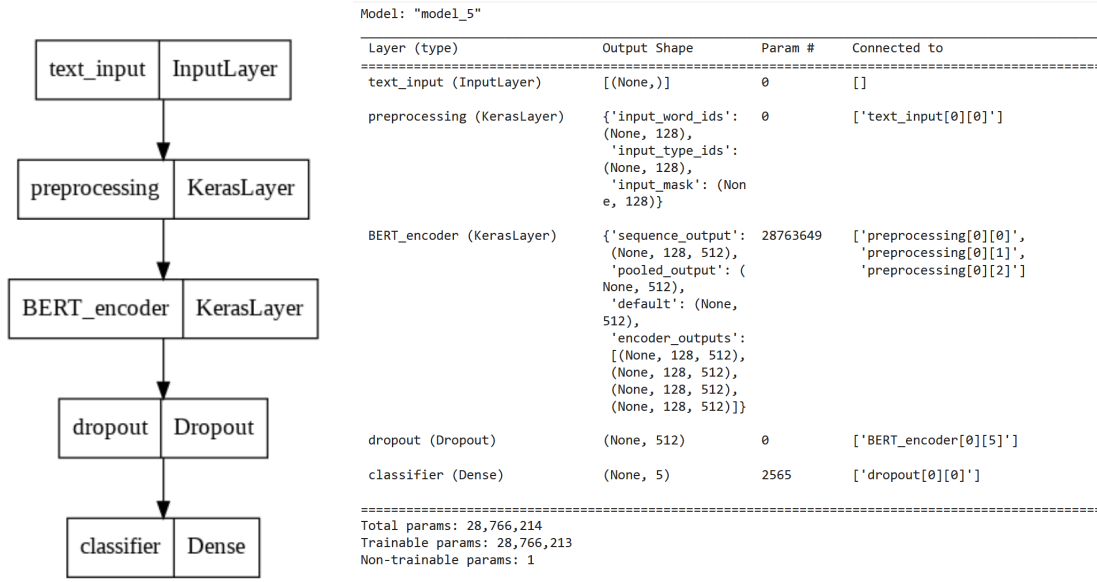 text_input InputLayer
preprocessing KerasLayer
BERT_encoder KerasLayer
dropout Dropout
classifier Dense
Model: "model_5"
Layer (type) Output Shape Param # Connected to
text_input (InputLayer) [(None,)] 0 []
preprocessing (KerasLayer) {'input_word_ids': 0 ['text_input[0][0]']
(None, 128),
'input_type_ids':
(None, 128),
'input_mask': (Non
e, 128)}
BERT_encoder (KerasLayer) {'sequence_output': 28763649 ['preprocessing[0][0]',
(None, 128, 512), 'preprocessing[0][1]',
'pooled_output': ( 'preprocessing[0][2]']
None, 512),
'default': (None,
512),
'encoder_outputs':
[(None, 128, 512),
(None, 128, 512),
(None, 128, 512),
(None, 128, 512)]}
dropout (Dropout) (None, 512) 0 ['BERT_encoder[0][5]']
classifier (Dense) (None, 5) 2565 ['dropout[0][0]']
Total params: 28,766,214
Trainable params: 28,766,213
Non-trainable params: 1